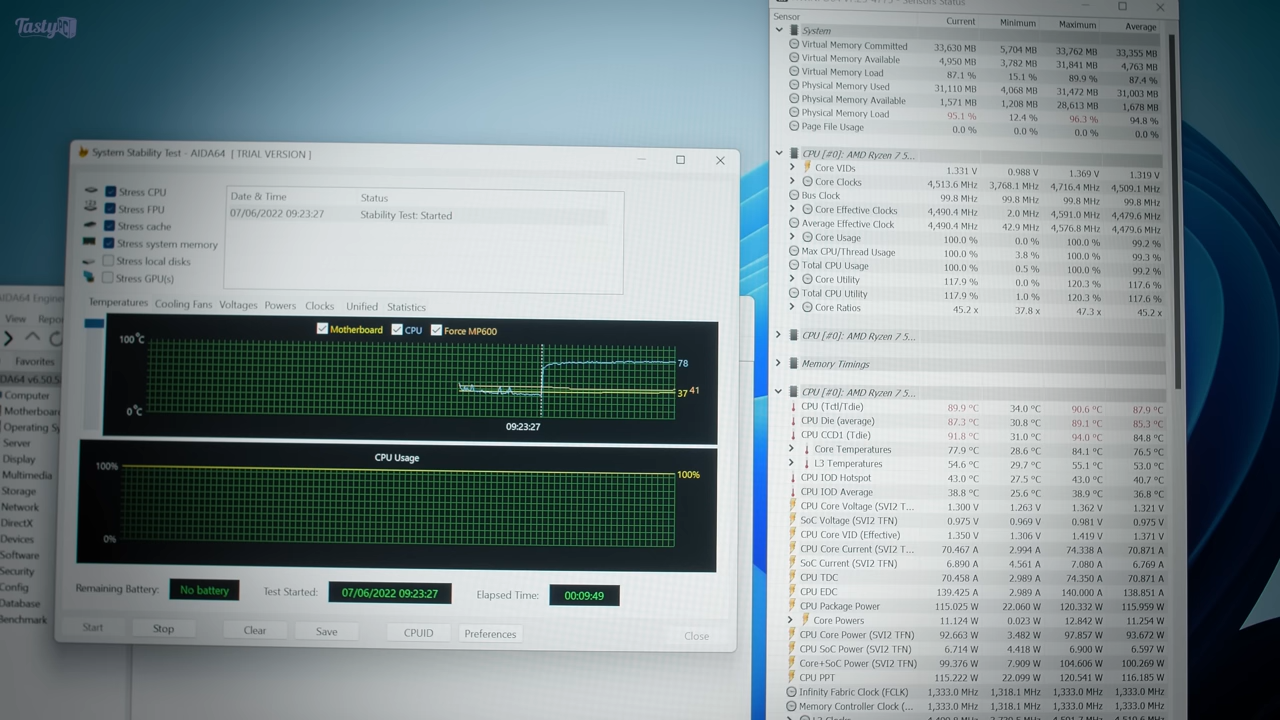 Tasty
Sensors Status
Sensor Current Minimum Maximum Average
System
Virtual Memory Committed 33,630 MB 5,704 MB 33,762 MB 33,355 MB
Virtual Memory Available 4,950 MB 3,782 MB 31,841 MB 4,763 MB
Virtual Memory Load 87.1 % 15.1 % 89.9 % 87.4 %
Physical Memory Used 31,110 MB 4,068 MB 31,472 MB 31,003 MB
Physical Memory Available 1,571 MB 1,208 MB 28,613 MB 1,678 MB
Physical Memory Load 95.1 % 12.4 % 96.3 % 94.8 %
Page File Usage 0.0 % 0.0 % 0.0 % 0.0 %
CPU [#0]: AMD Ryzen 7 5...
Core VIDs 1.331 V 0.988 V 1.369 V 1.319 V
Core Clocks 4,513.6 MHz 3,768.1 MHz 4,716.4 MHz 4,509.1 MHz
Bus Clock 99.8 MHz 99.8 MHz 99.8 MHz 99.8 MHz
Core Effective Clocks 4,490.4 MHz 2.0 MHz 4,591.0 MHz 4,479.6 MHz
Average Effective Clock 4,490.4 MHz 42.9 MHz 4,576.8 MHz 4,479.6 MHz
Core Usage 100.0 % 0.0 % 100.0 % 99.2 %
Max CPU/Thread Usage 100.0 % 3.8 % 100.0 % 99.3 %
Total CPU Usage 100.0 % 0.5 % 100.0 % 99.2 %
Core Utility 117.9 % 0.0 % 120.3 % 117.6 %
Total CPU Utility 117.9 % 1.0 % 120.3 % 117.6 %
Core Ratios 45.2 x 37.8 x 47.3 x 45.2 x
CPU [#0]: AMD Ryzen 7 5...
Memory Timings
CPU [#0]: AMD Ryzen 7 5...
CPU (Tctl/Tdie) 89.9 °C 34.0 °C 90.6 °C 87.9 °C
CPU Die (average) 87.3 °C 30.8 °C 89.1 °C 85.3 °C
CPU CCD1 (Tdie) 91.8 °C 31.0 °C 94.0 °C 84.8 °C
Core Temperatures 77.9 °C 28.6 °C 84.1 °C 76.5 °C
L3 Temperatures 54.6 °C 29.7 °C 55.1 °C 53.0 °C
CPU IOD Hotspot 43.0 °C 27.5 °C 43.0 °C 40.7 °C
CPU IOD Average 38.8 °C 25.6 °C 38.9 °C 36.8 °C
CPU Core Voltage (SVI2 T... 1.300 V 1.263 V 1.362 V 1.321 V
SoC Voltage (SVI2 TFN) 0.975 V 0.969 V 0.981 V 0.975 V
CPU Core VID (Effective) 1.350 V 1.306 V 1.419 V 1.371 V
CPU Core Current (SVI2 T... 70.467 A 2.994 A 74.338 A 70.871 A
SoC Current (SVI2 TFN) 6.890 A 4.561 A 7.080 A 6.769 A
CPU TDC 70.458 A 2.989 A 74.350 A 70.871 A
CPU EDC 139.425 A 2.989 A 140.000 A 138.851 A
CPU Package Power 115.025 W 22.060 W 120.332 W 115.959 W
Core Powers 11.124 W 0.023 W 12.842 W 11.254 W
CPU Core Power (SVI2 TFN) 92.663 W 3.482 W 97.857 W 93.672 W
CPU SoC Power (SVI2 TFN) 6.714 W 4.418 W 6.900 W 6.597 W
Core+SoC Power (SVI2 TFN) 99.376 W 7.909 W 104.606 W 100.269 W
CPU PPT 115.222 W 22.099 W 120.541 W 116.185 W
Infinity Fabric Clock (FCLK) 1,333.0 MHz 1,318.1 MHz 1,333.0 MHz 1,333.0 MHz
Memory Controller Clock (... 1,333.0 MHz 1,318.1 MHz 1,333.0 MHz 1,333.0 MHz
System Stability Test - AIDA64 [ TRIAL VERSION ]
Stress CPU
Stress FPU
Stress cache
Stress system memory
Stress local disks
Stress GPU(s)
Date & Time Status
07/06/2022 09:23:27 Stability Test: Started
Temperatures Cooling Fans Voltages Powers Clocks Unified Statistics
Motherboard CPU Force MP600
100°C
78
37 41
0°C
09:23:27
CPU Usage
100% 100%
0%
Remaining Battery: No battery Test Started: 07/06/2022 09:23:27 Elapsed Time: 00:09:49
Start Stop Clear Save CPUID Preferences Close
View Repo
Favorites
DA64 v6.50.5
Computer
Motherboar
Operating Sy
Server
Display
Multimedia
Storage
Network
DirectX
Devices
Software
Security
Config
Database
Benchmark